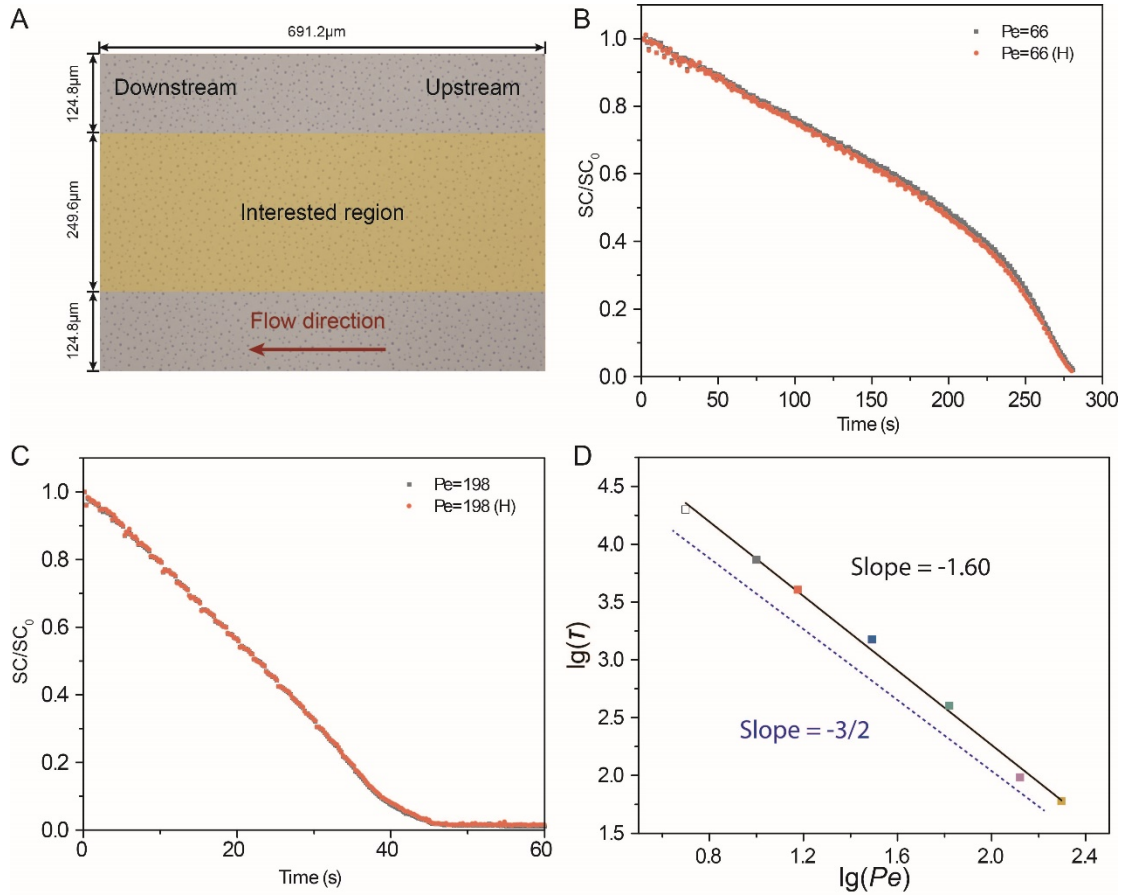 A
691.2μm
124.8μm
Downstream
Upstream
249.6μm
Interested region
124.8μm
Flow direction
B
Pe=66
Pe=66 (H)
SC/SC0
1.0
0.8
0.6
0.4
0.2
0.0
0 50 100 150 200 250 300
Time (s)
C
Pe=198
Pe=198 (H)
SC/SC0
1.0
0.8
0.6
0.4
0.2
0.0
0 20 40 60
Time (s)
D
Slope = -1.60
Slope = -3/2
lg(τ)
4.5
4.0
3.5
3.0
2.5
2.0
1.5
0.8 1.2 1.6 2.0 2.4
lg(Pe)